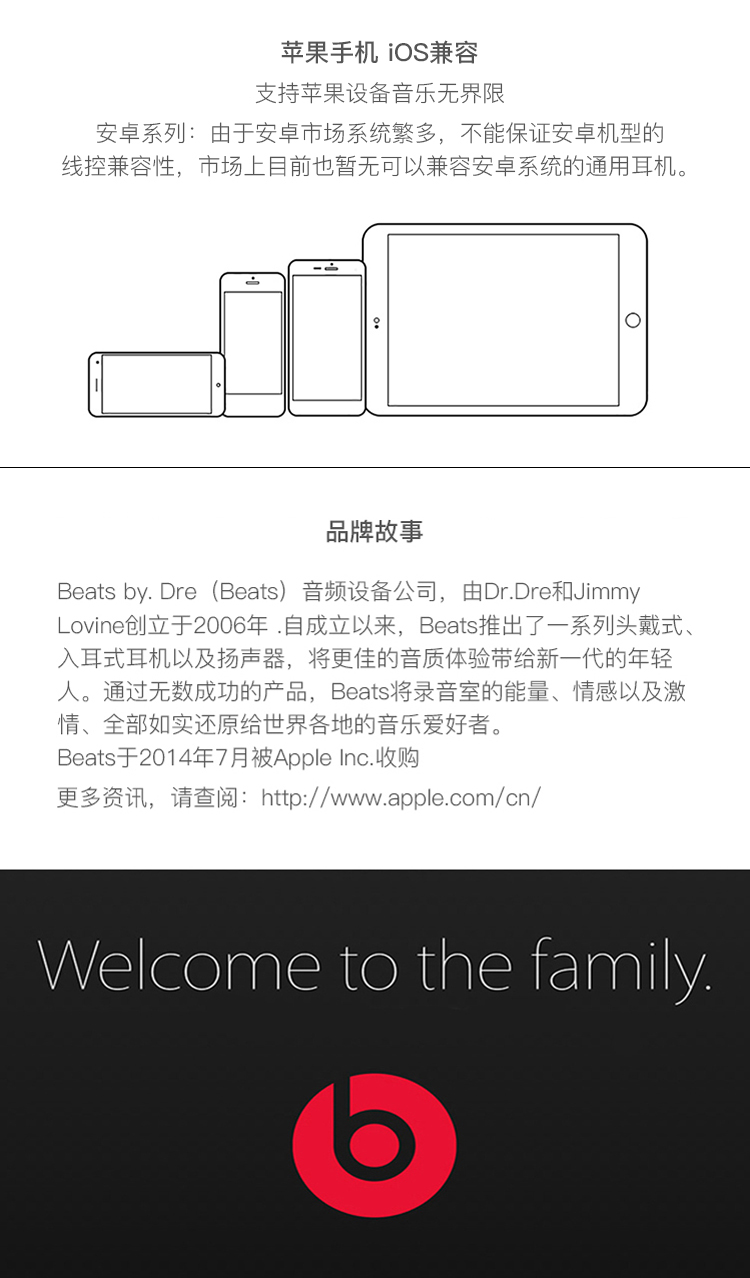 苹果手机 iOS兼容
支持苹果设备音乐无界限
安卓系列：由于安卓市场系统繁多，不能保证安卓机型的
线控兼容性，市场上目前也暂无可以兼容安卓系统的通用耳机。
品牌故事
Beats by. Dre（Beats）音频设备公司，由Dr.Dre和Jimmy
Lovine创立于2006年 .自成立以来，Beats推出了一系列头戴式、
入耳式耳机以及扬声器，将更佳的音质体验带给新一代的年轻
人。通过无数成功的产品，Beats将录音室的能量、情感以及激
情、全部如实还原给世界各地的音乐爱好者。
Beats于2014年7月被Apple Inc.收购
更多资讯，请查阅：http://www.apple.com/cn/
Welcome to the family.
b